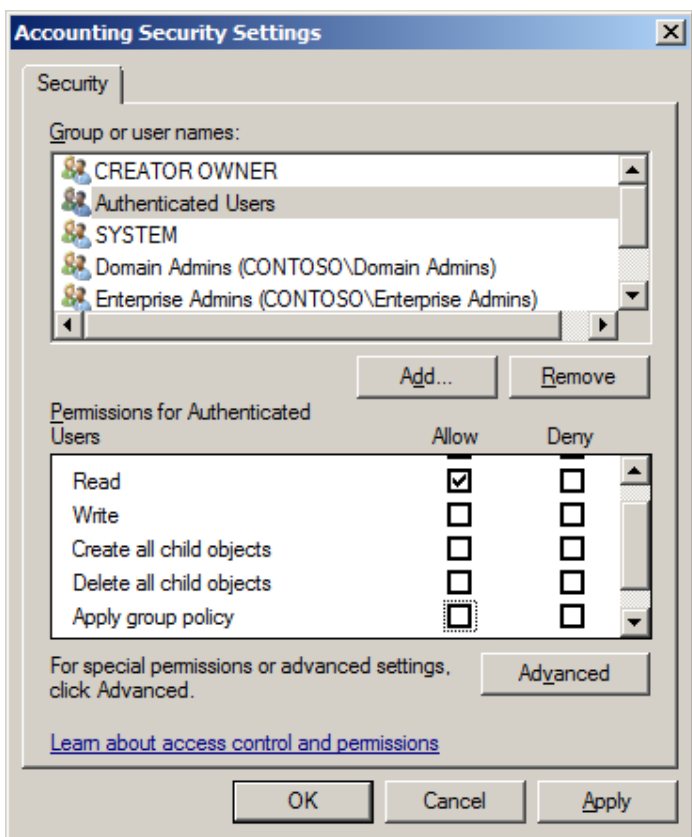 Accounting Security Settings
Security
Group or user names:
CREATOR OWNER
Authenticated Users
SYSTEM
Domain Admins (CONTOSO\Domain Admins)
Enterprise Admins (CONTOSO\Enterprise Admins)
Add... Remove
Permissions for Authenticated
Users Allow Deny
Read
Write
Create all child objects
Delete all child objects
Apply group policy
For special permissions or advanced settings,
click Advanced. Advanced
Learn about access control and permissions
OK Cancel Apply